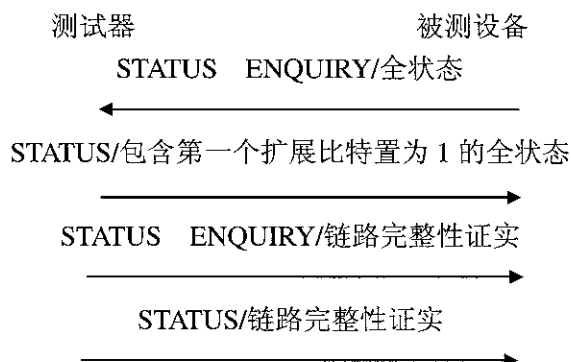 测试器 被测设备
STATUS ENQUIRY/全状态
STATUS/包含第一个扩展比特置为 1 的全状态
STATUS ENQUIRY/链路完整性证实
STATUS/链路完整性证实